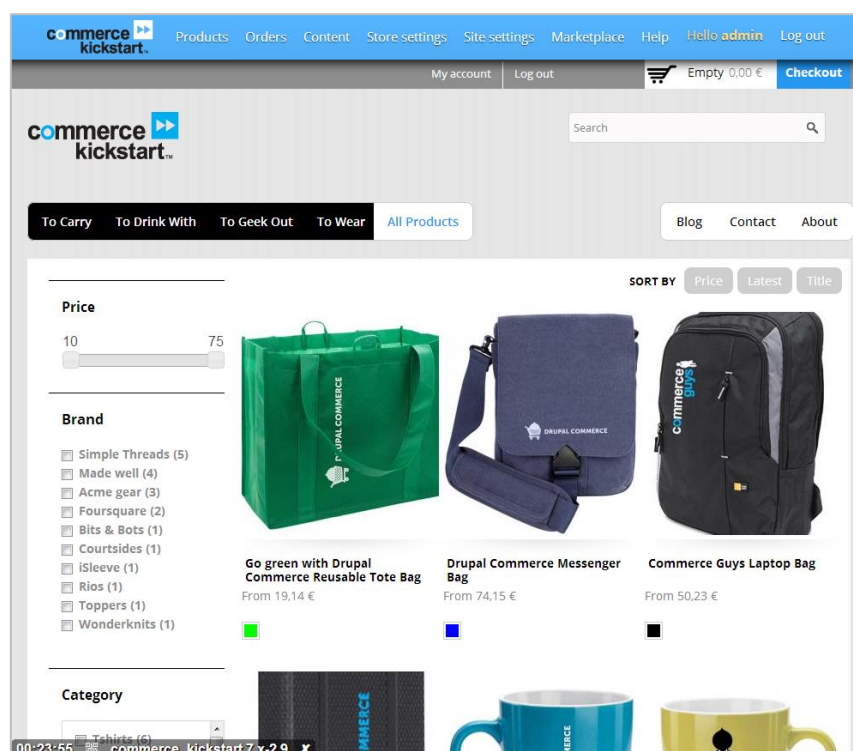 commerce kickstart™ Products Orders Content Store settings Site settings Marketplace Help Hello admin Log out
My account Log out Empty 0,00 € Checkout
commerce
kickstart™
Search
To Carry To Drink With To Geek Out To Wear All Products Blog Contact About
SORT BY Price Latest Title
Price
10 75
Brand
Simple Threads (5)
Made well (4)
Acme gear (3)
Foursquare (2)
Bits & Bots (1)
Courtsides (1)
iSleeve (1)
Rios (1)
Toppers (1)
Wonderknits (1)
DRUPAL COMMERCE
DRUPAL COMMERCE
commerce
guys
Go green with Drupal
Commerce Reusable Tote Bag
From 19,14 €
Drupal Commerce Messenger
Bag
From 74,15 €
Commerce Guys Laptop Bag
From 50,23 €
Category
Tshirts (6)
00:23:55 commerce_kickstart 7.x-2.9 x